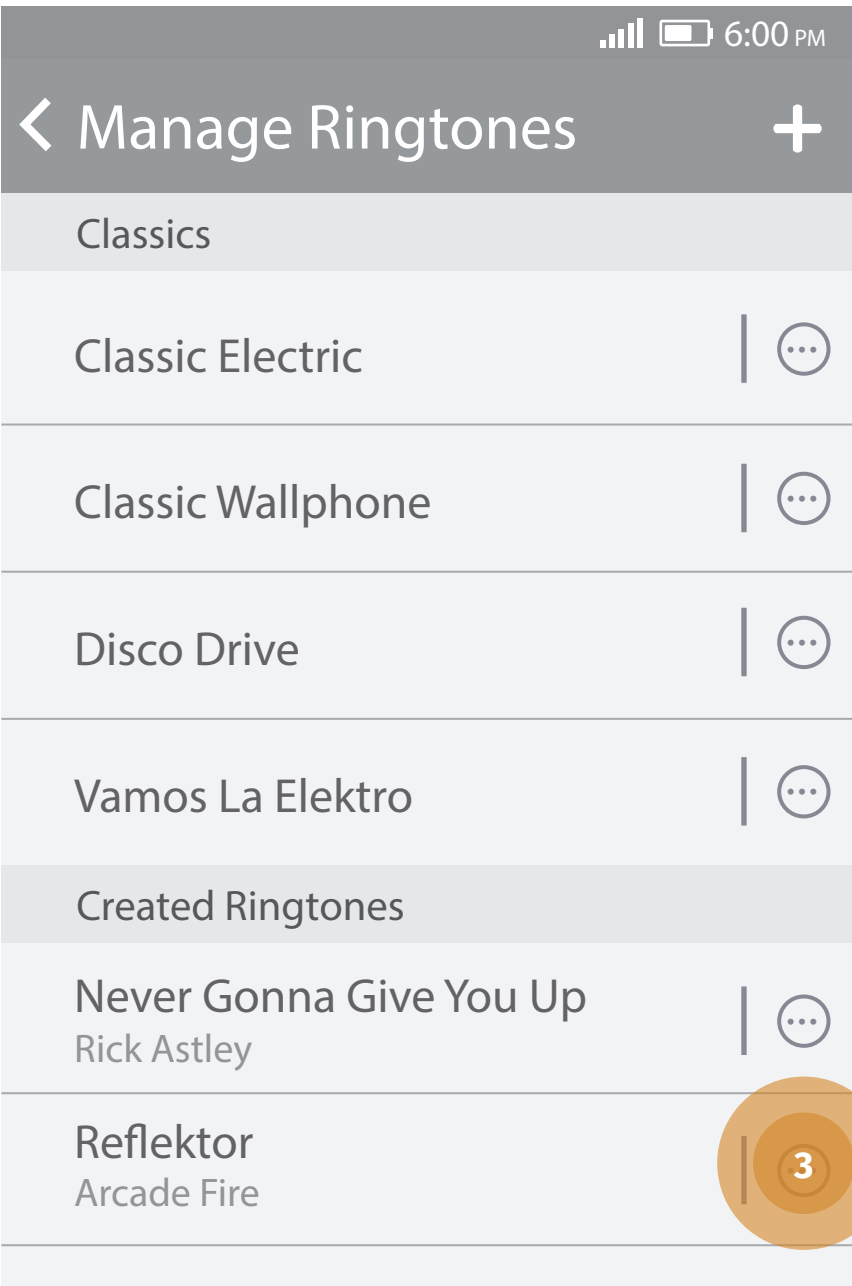 6:00 PM
Manage Ringtones
Classics
Classic Electric
Classic Wallphone
Disco Drive
Vamos La Elektro
Created Ringtones
Never Gonna Give You Up
Rick Astley
Reflektor
3
Arcade Fire